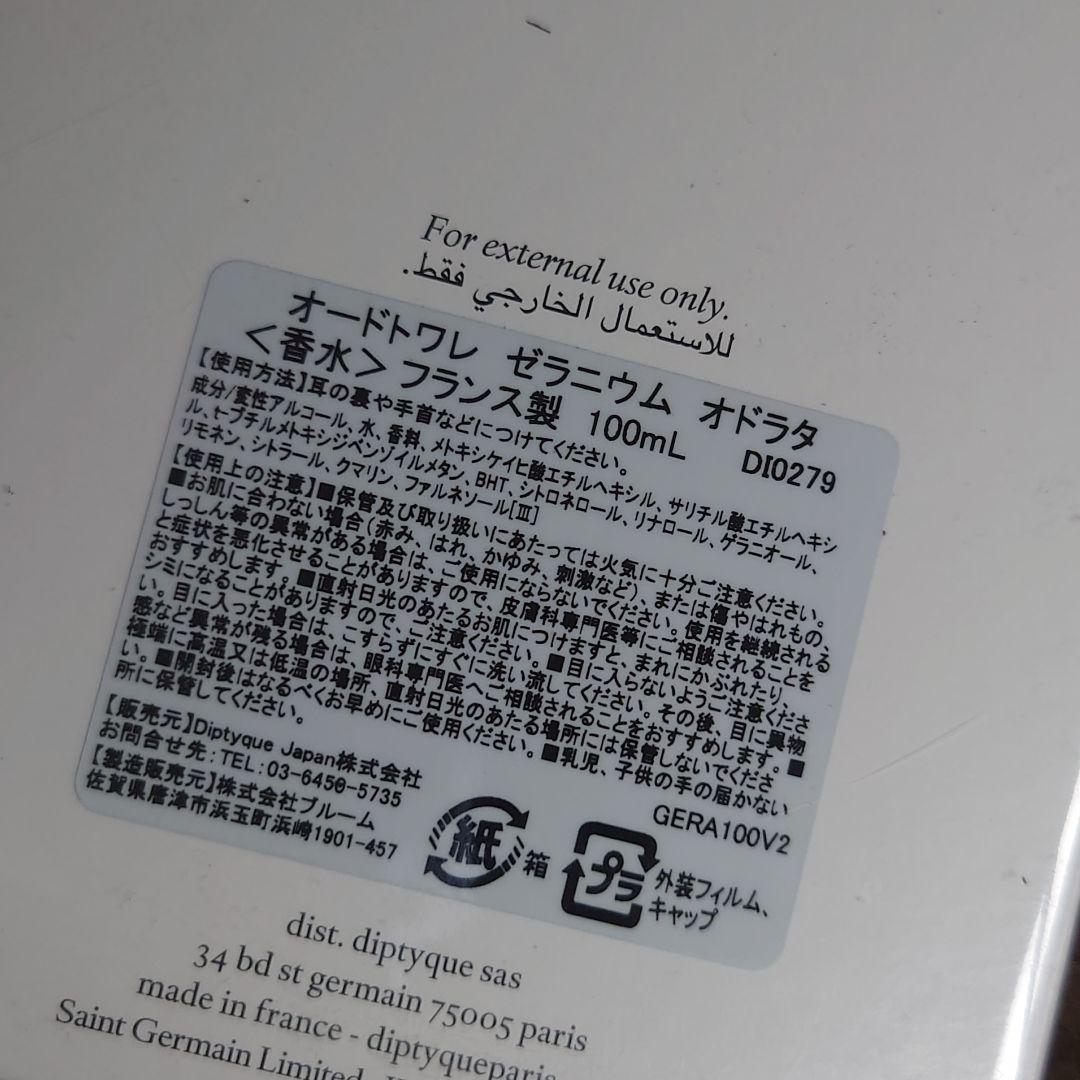 For external use only.
للاستعمال الخارجي فقط.
オードトワレ ゼラニウム オドラタ
＜香水＞ フランス製 100mL DI0279
【使用方法】耳の裏や手首などにつけてください。
成分/変性アルコール、水、香料、メトキシケイヒ酸エチルヘキシル、サリチル酸エチルヘキシ
ル、t-ブチルメトキシジベンゾイルメタン、BHT、シトロネロール、リナロール、ゲラニオール、
リモネン、シトラール、クマリン、ファルネソール[Ⅲ]
【使用上の注意】■保管及び取り扱いにあたっては火気に十分ご注意ください。
■お肌に合わない場合(赤み、はれ、かゆみ、刺激など)、または傷やはれもの、
しっしん等の異常がある場合は、ご使用にならないでください。使用を継続される
と症状を悪化させることがありますので、皮膚科専門医等にご相談されることを
おすすめします。■直射日光のあたるお肌につけますと、まれにかぶれたり、
シミになることがありますので、ご注意ください。■目に入らないようご注意くださ
い。目に入った場合は、こすらずにすぐに洗い流してください。その後、目に異物
感など異常が残る場合は、眼科専門医へご相談されることをおすすめします。■
極端に高温又は低温の場所、直射日光のあたる場所には保管しないでくださ
い。■開封後はなるべくお早めにご使用ください。■乳児、子供の手の届かない
所に保管してください。
【販売元】Diptyque Japan株式会社
お問合せ先：TEL：03-6450-5735
【製造販売元】株式会社ブルーム
佐賀県唐津市浜玉町浜崎1901-457
GERA100V2
紙 箱
プラ 外装フィルム、
キャップ
dist. diptyque sas
34 bd st germain 75005 paris
made in france - diptyqueparis
Saint Germain Limited